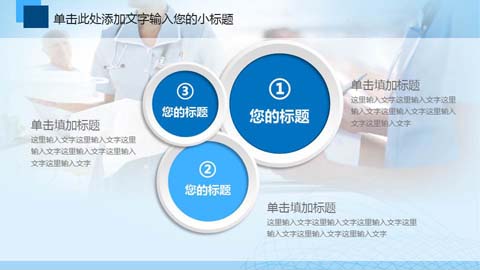 单击此处添加文字输入您的小标题
①
您的标题
单击填加标题
这里输入文字这里输入文字这里
输入文字这里输入文字这里输入
文字这里输入文字
③
您的标题
单击填加标题
这里输入文字这里输入文字这里
输入文字这里输入文字这里输入
文字这里输入文字
②
您的标题
单击填加标题
这里输入文字这里输入文字这里输入文字这里
输入文字这里输入文字这里输入文字